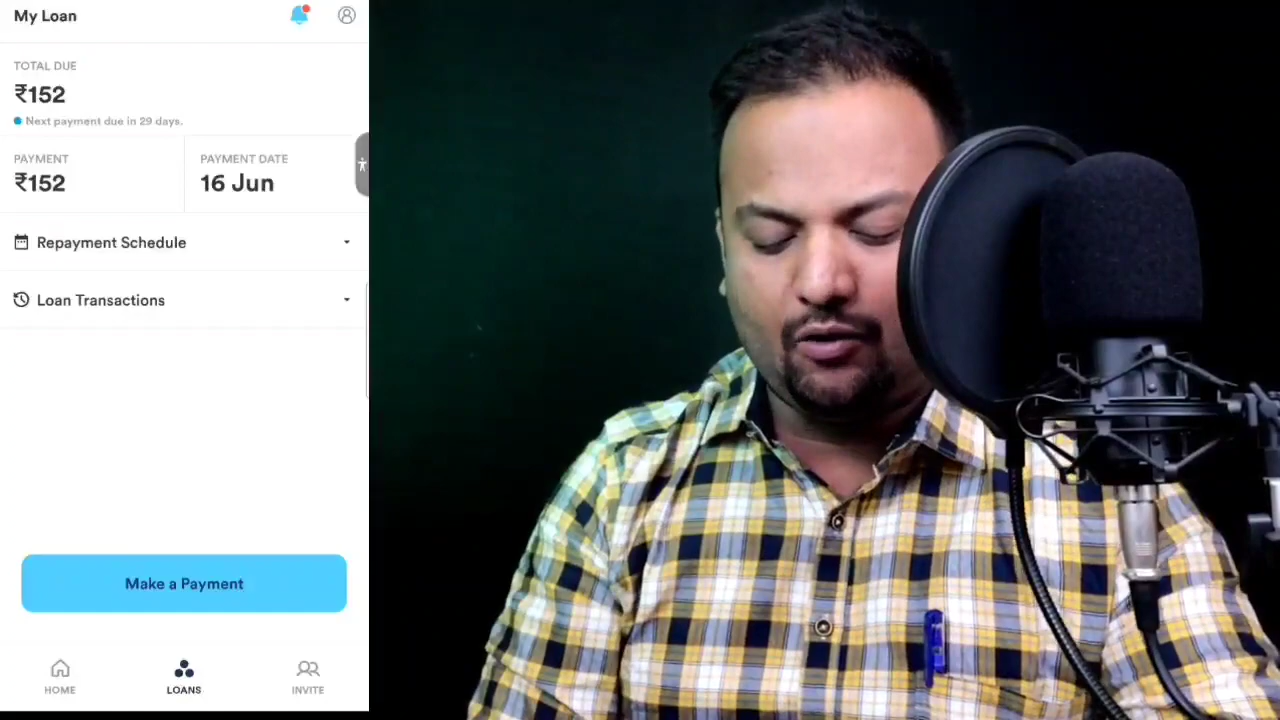 My Loan
TOTAL DUE
₹152
Next payment due in 29 days.
PAYMENT
₹152
PAYMENT DATE
16 Jun
Repayment Schedule
Loan Transactions
Make a Payment
HOME
LOANS
INVITE